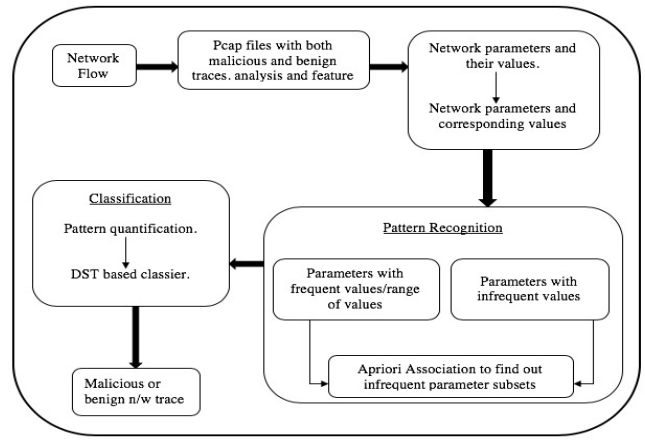 Network
Flow
Pcap files with both
malicious and benign
traces. analysis and feature
Network parameters and
their values.
Network parameters and
corresponding values
Classification
Pattern quantification.
DST based classier.
Pattern Recognition
Parameters with
frequent values/range
of values
Parameters with
infrequent values
Apriori Association to find out
infrequent parameter subsets
Malicious or
benign n/w trace